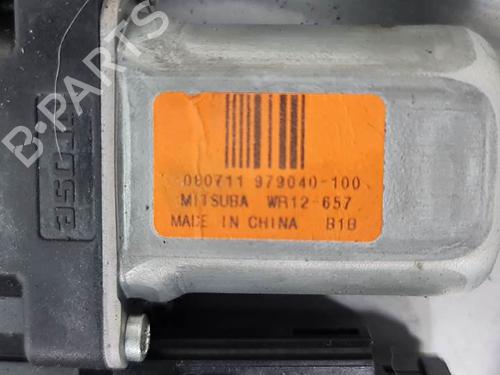 B-PARTS
080711 979040-100
MITSUBA WR12-657
MADE IN CHINA B1B